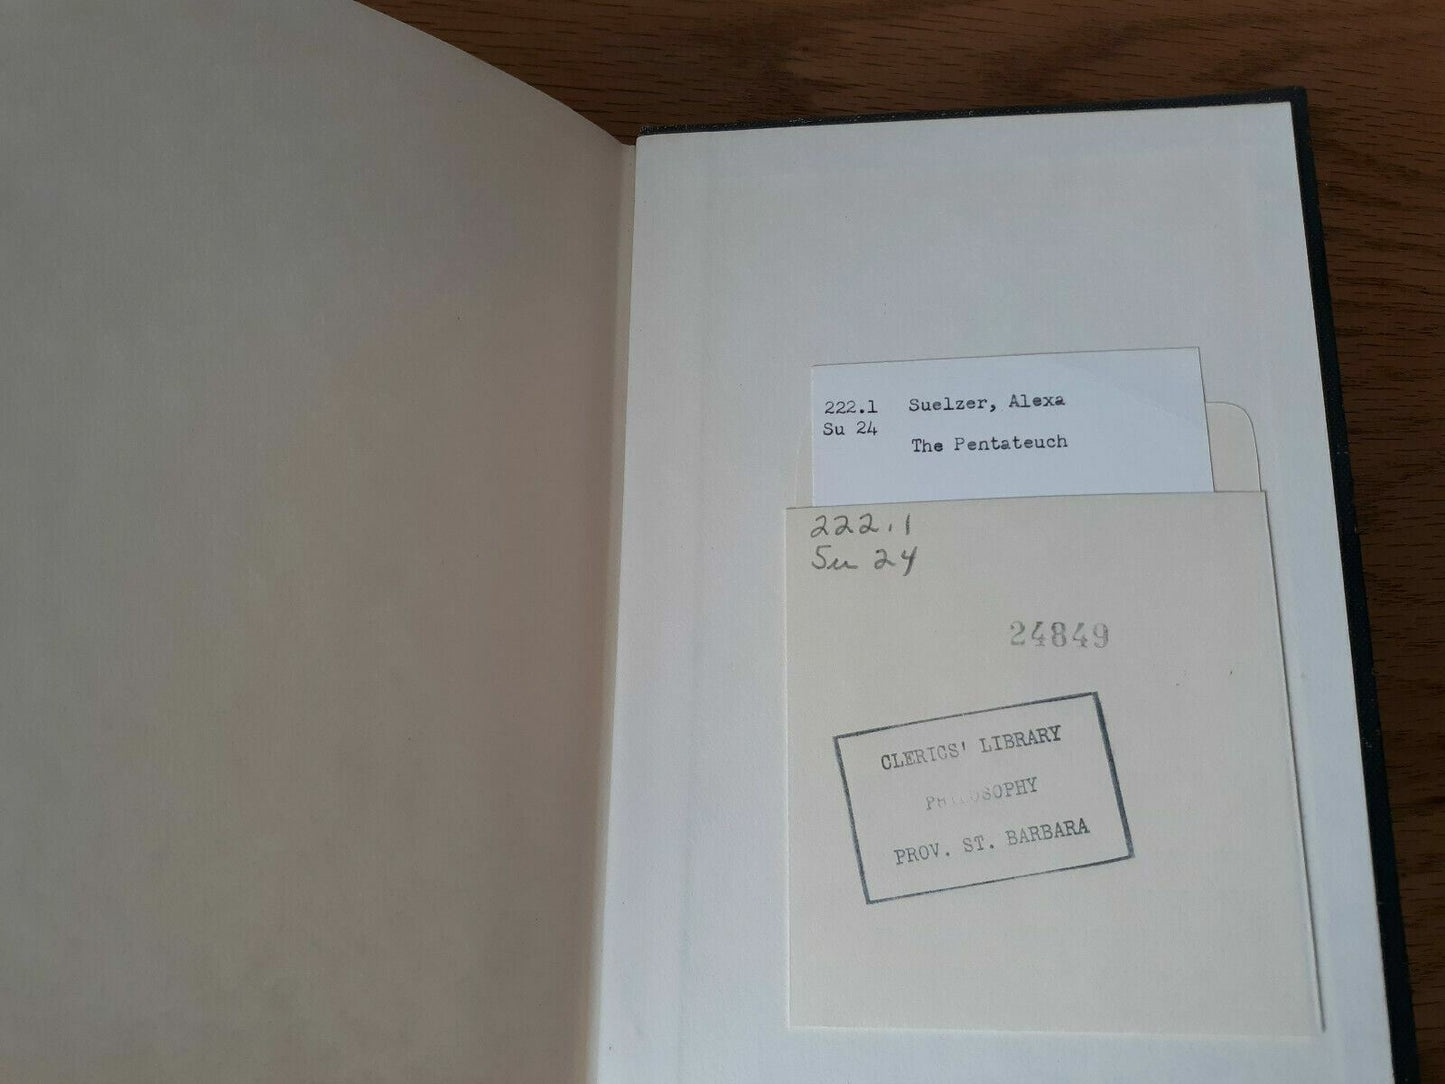 222.1 Suelzer, Alexa
Su 24
The Pentateuch
222.1
Su 24
24849
CLERICS' LIBRARY
PHILOSOPHY
PROV. ST. BARBARA